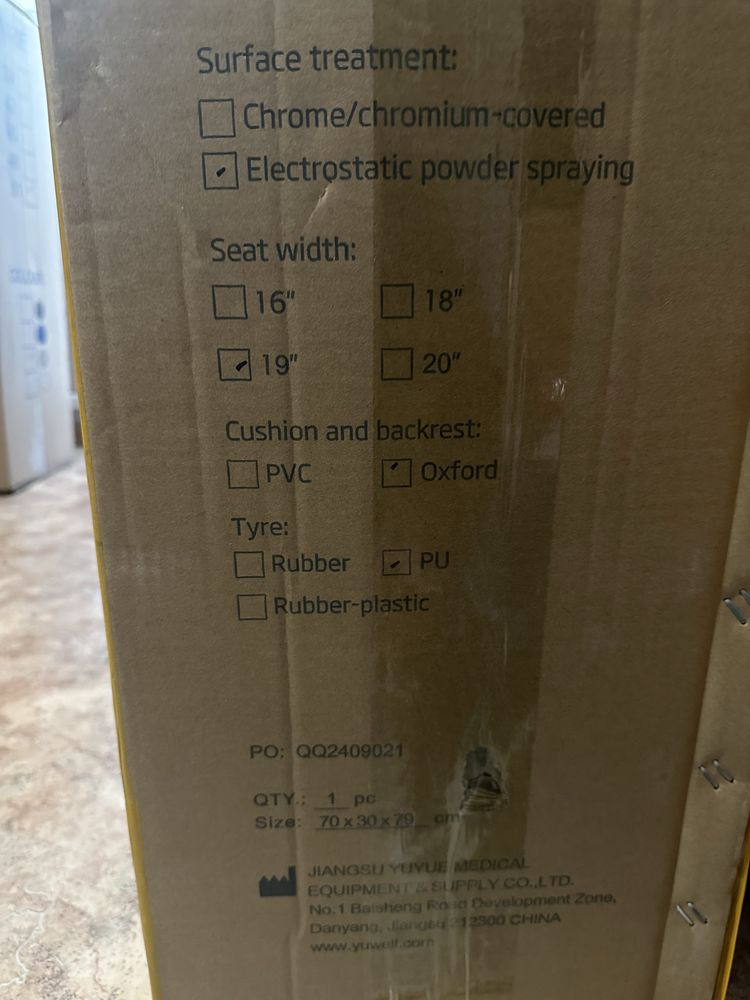 Surface treatment:
Chrome/chromium-covered
Electrostatic powder spraying
Seat width:
16" 18"
19" 20"
Cushion and backrest:
PVC Oxford
Tyre:
Rubber PU
Rubber-plastic
PO: QQ2409021
QTY.: 1 pc
Size: 70 x 30 x 79 cm
JIANGSU YUYUE MEDICAL
EQUIPMENT & SUPPLY CO.,LTD.
No.1 Baisheng Road Development Zone,
Danyang, Jiangsu 212300 CHINA
www.yuwell.com